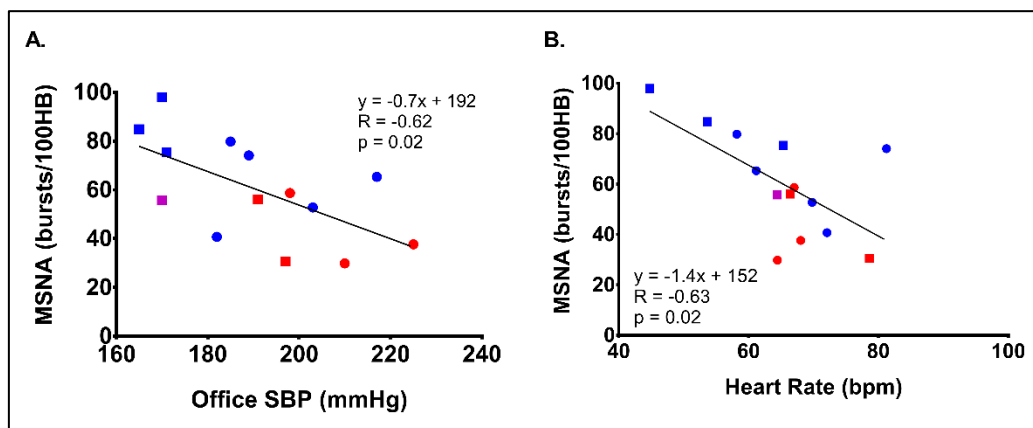 A.
MSNA (bursts/100HB)
100
80
60
40
20
0
y = -0.7x + 192
R = -0.62
p = 0.02
160 180 200 220 240
Office SBP (mmHg)
B.
MSNA (bursts/100HB)
100
80
60
40
20
0
y = -1.4x + 152
R = -0.63
p = 0.02
40 60 80 100
Heart Rate (bpm)